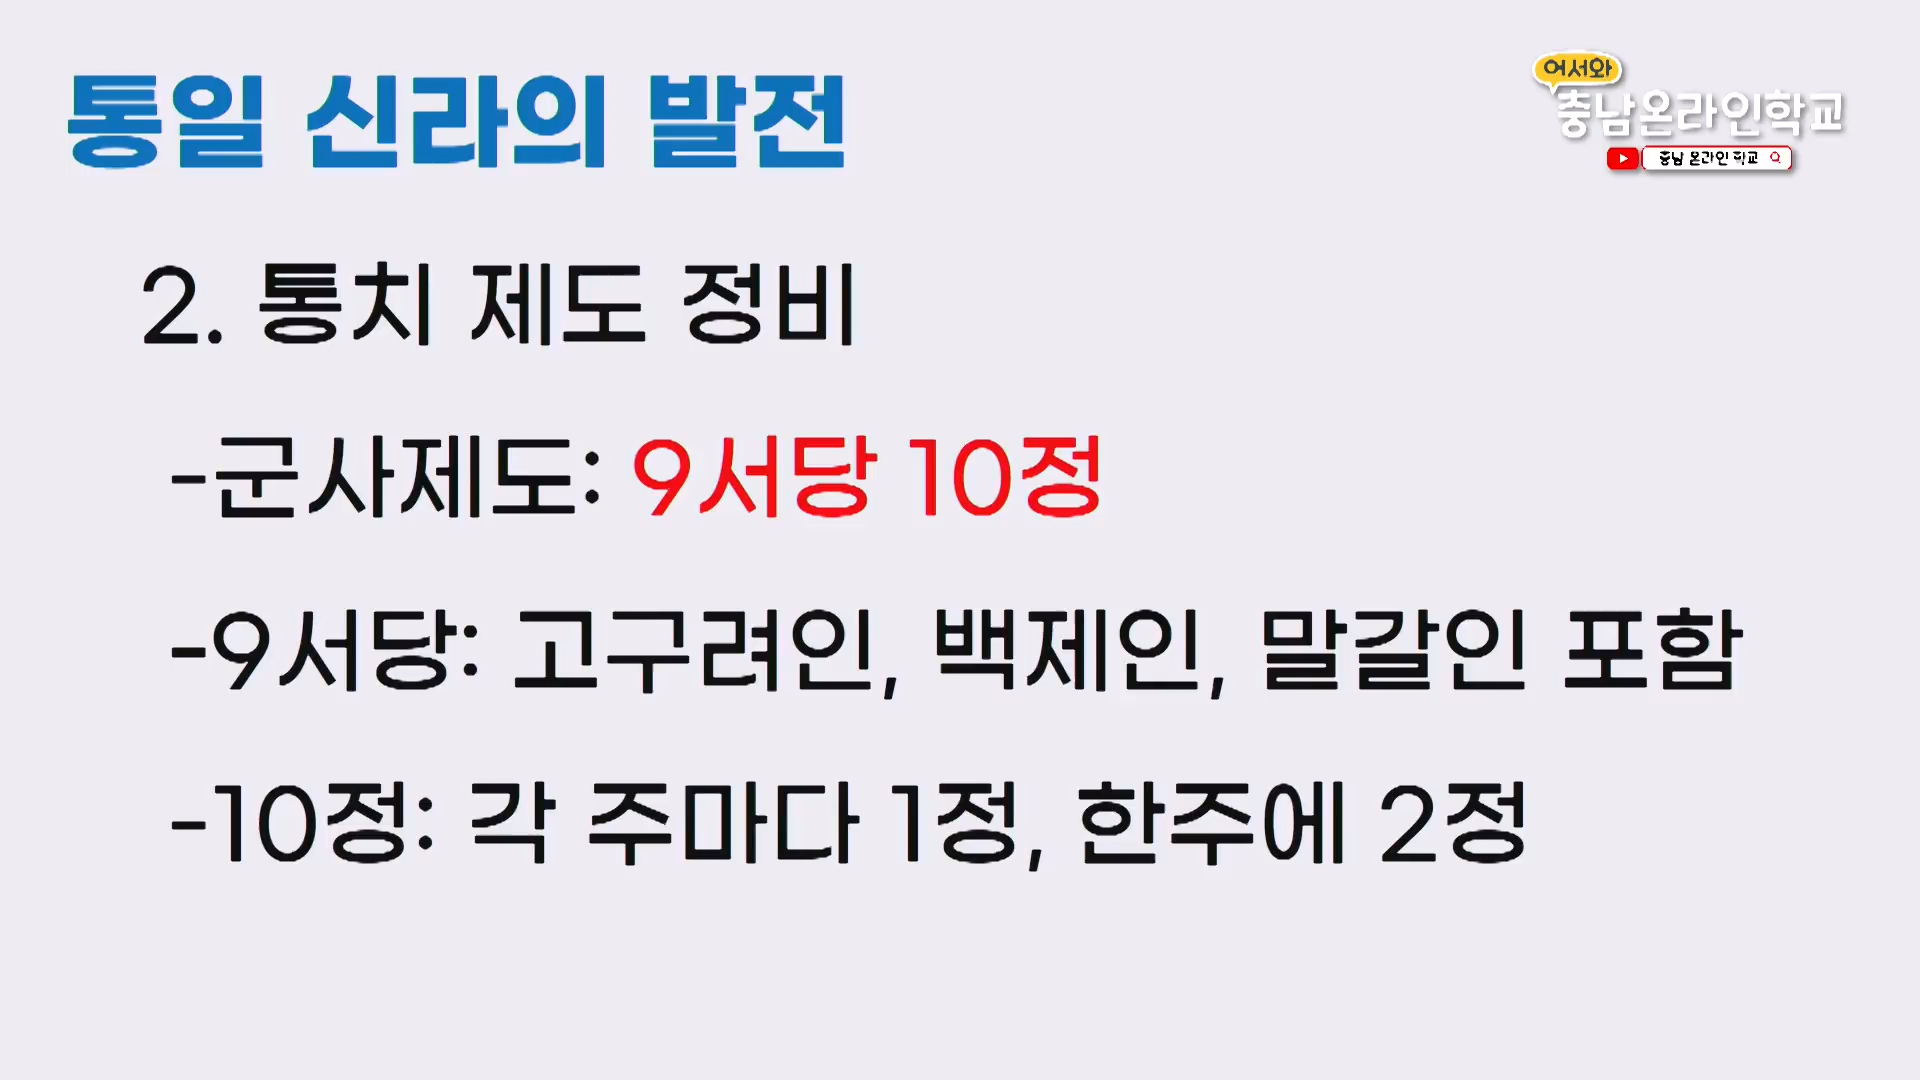 통일 신라의 발전
어서와
충남온라인학교
충남 온라인 학교
2. 통치 제도 정비
-군사제도: 9서당 10정
-9서당: 고구려인, 백제인, 말갈인 포함
-10정: 각 주마다 1정, 한주에 2정